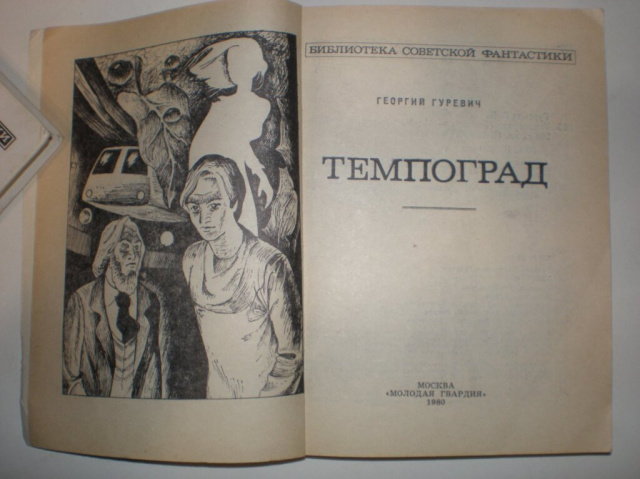 БИБЛИОТЕКА СОВЕТСКОЙ ФАНТАСТИКИ
ГЕОРГИЙ ГУРЕВИЧ
ТЕМПОГРАД
МОСКВА
«МОЛОДАЯ ГВАРДИЯ»
1980